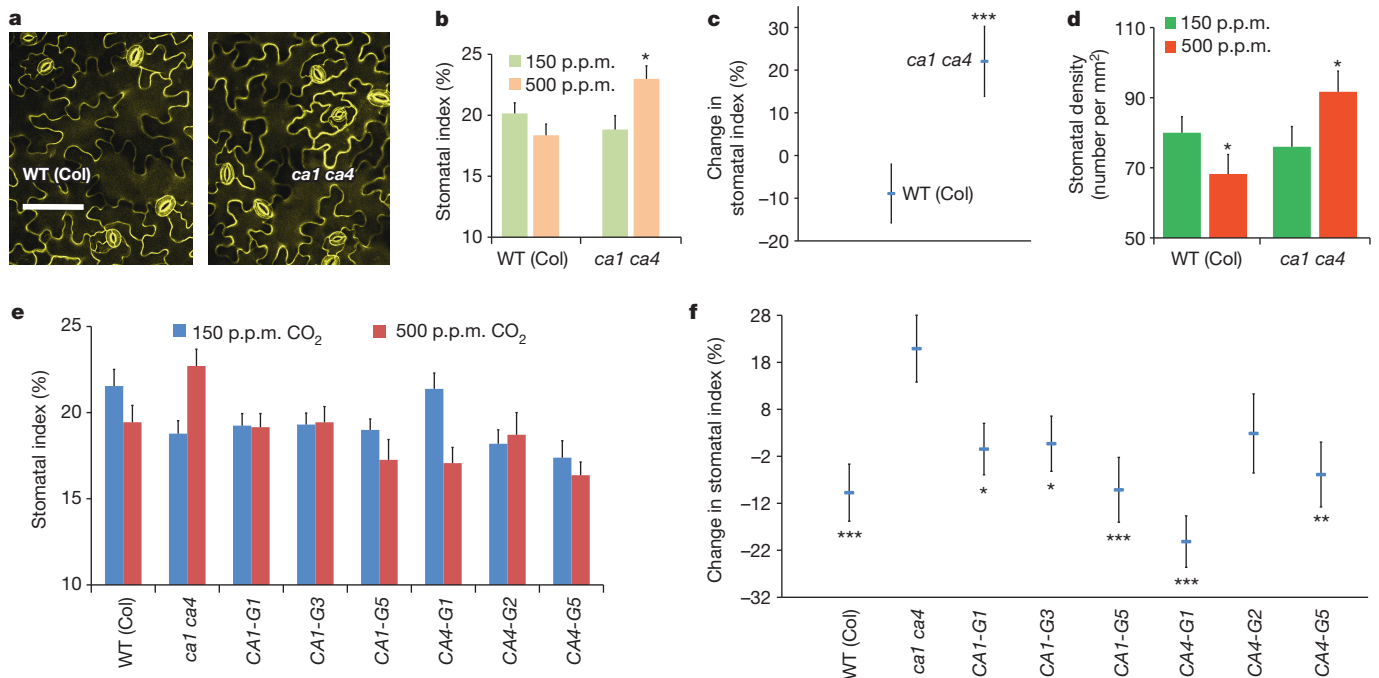 a
WT (Col)
ca1 ca4
b
Stomatal index (%)
25
20
15
10
150 p.p.m.
500 p.p.m.
*
WT (Col)
ca1 ca4
c
Change in
stomatal index (%)
30
20
10
0
−10
−20
***
ca1 ca4
WT (Col)
d
Stomatal density
(number per mm²)
110
90
70
50
150 p.p.m.
500 p.p.m.
*
*
WT (Col)
ca1 ca4
e
Stomatal index (%)
25
22
19
16
13
10
150 p.p.m. CO₂
500 p.p.m. CO₂
WT (Col)
ca1 ca4
CA1-G1
CA1-G3
CA1-G5
CA4-G1
CA4-G2
CA4-G5
f
Change in stomatal index (%)
28
18
8
−2
−12
−22
−32
***
*
*
***
***
**
WT (Col)
ca1 ca4
CA1-G1
CA1-G3
CA1-G5
CA4-G1
CA4-G2
CA4-G5